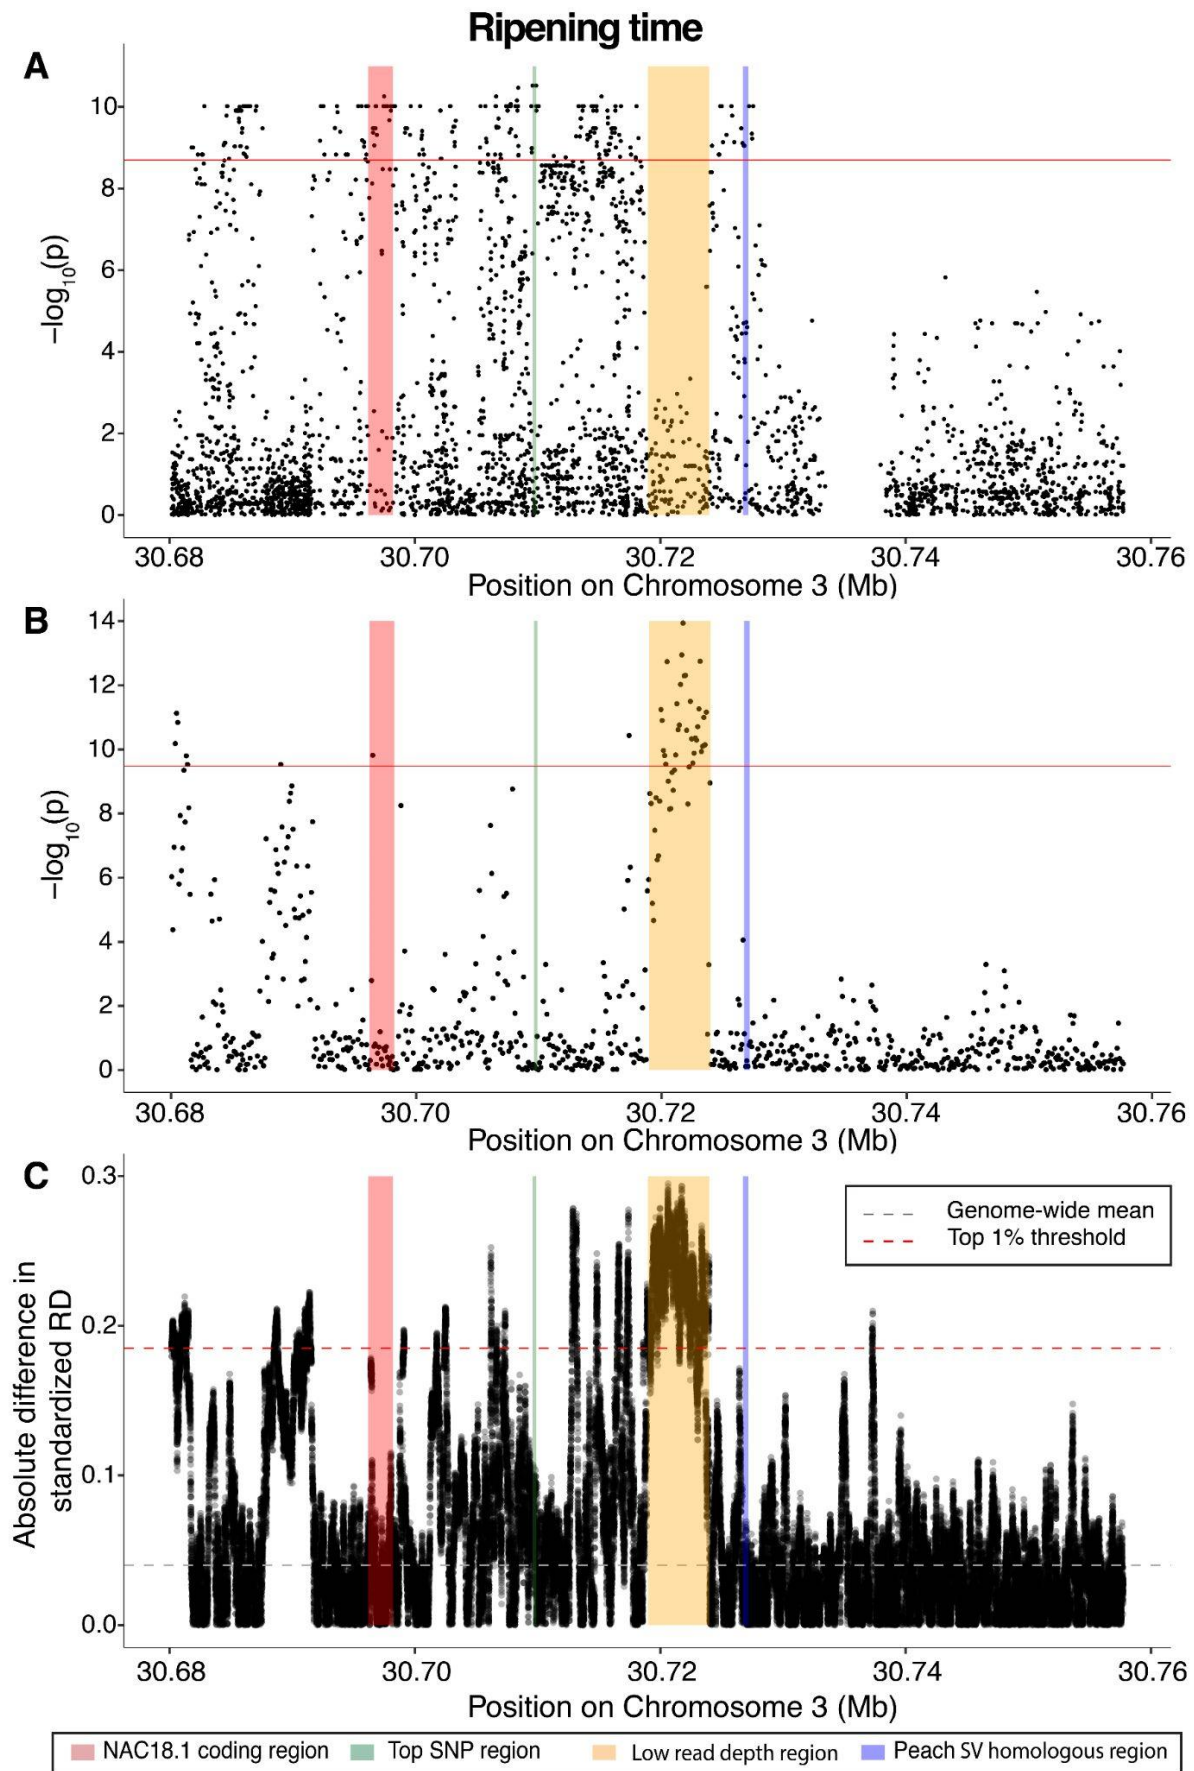 Ripening time
A
10
8
6
4
2
0
−log10(p)
30.68 30.70 30.72 30.74 30.76
Position on Chromosome 3 (Mb)
B
14
12
10
8
6
4
2
0
−log10(p)
30.68 30.70 30.72 30.74 30.76
Position on Chromosome 3 (Mb)
C
0.3
0.2
0.1
0.0
Absolute difference in
standardized RD
Genome-wide mean
Top 1% threshold
30.68 30.70 30.72 30.74 30.76
Position on Chromosome 3 (Mb)
NAC18.1 coding region Top SNP region Low read depth region Peach SV homologous region